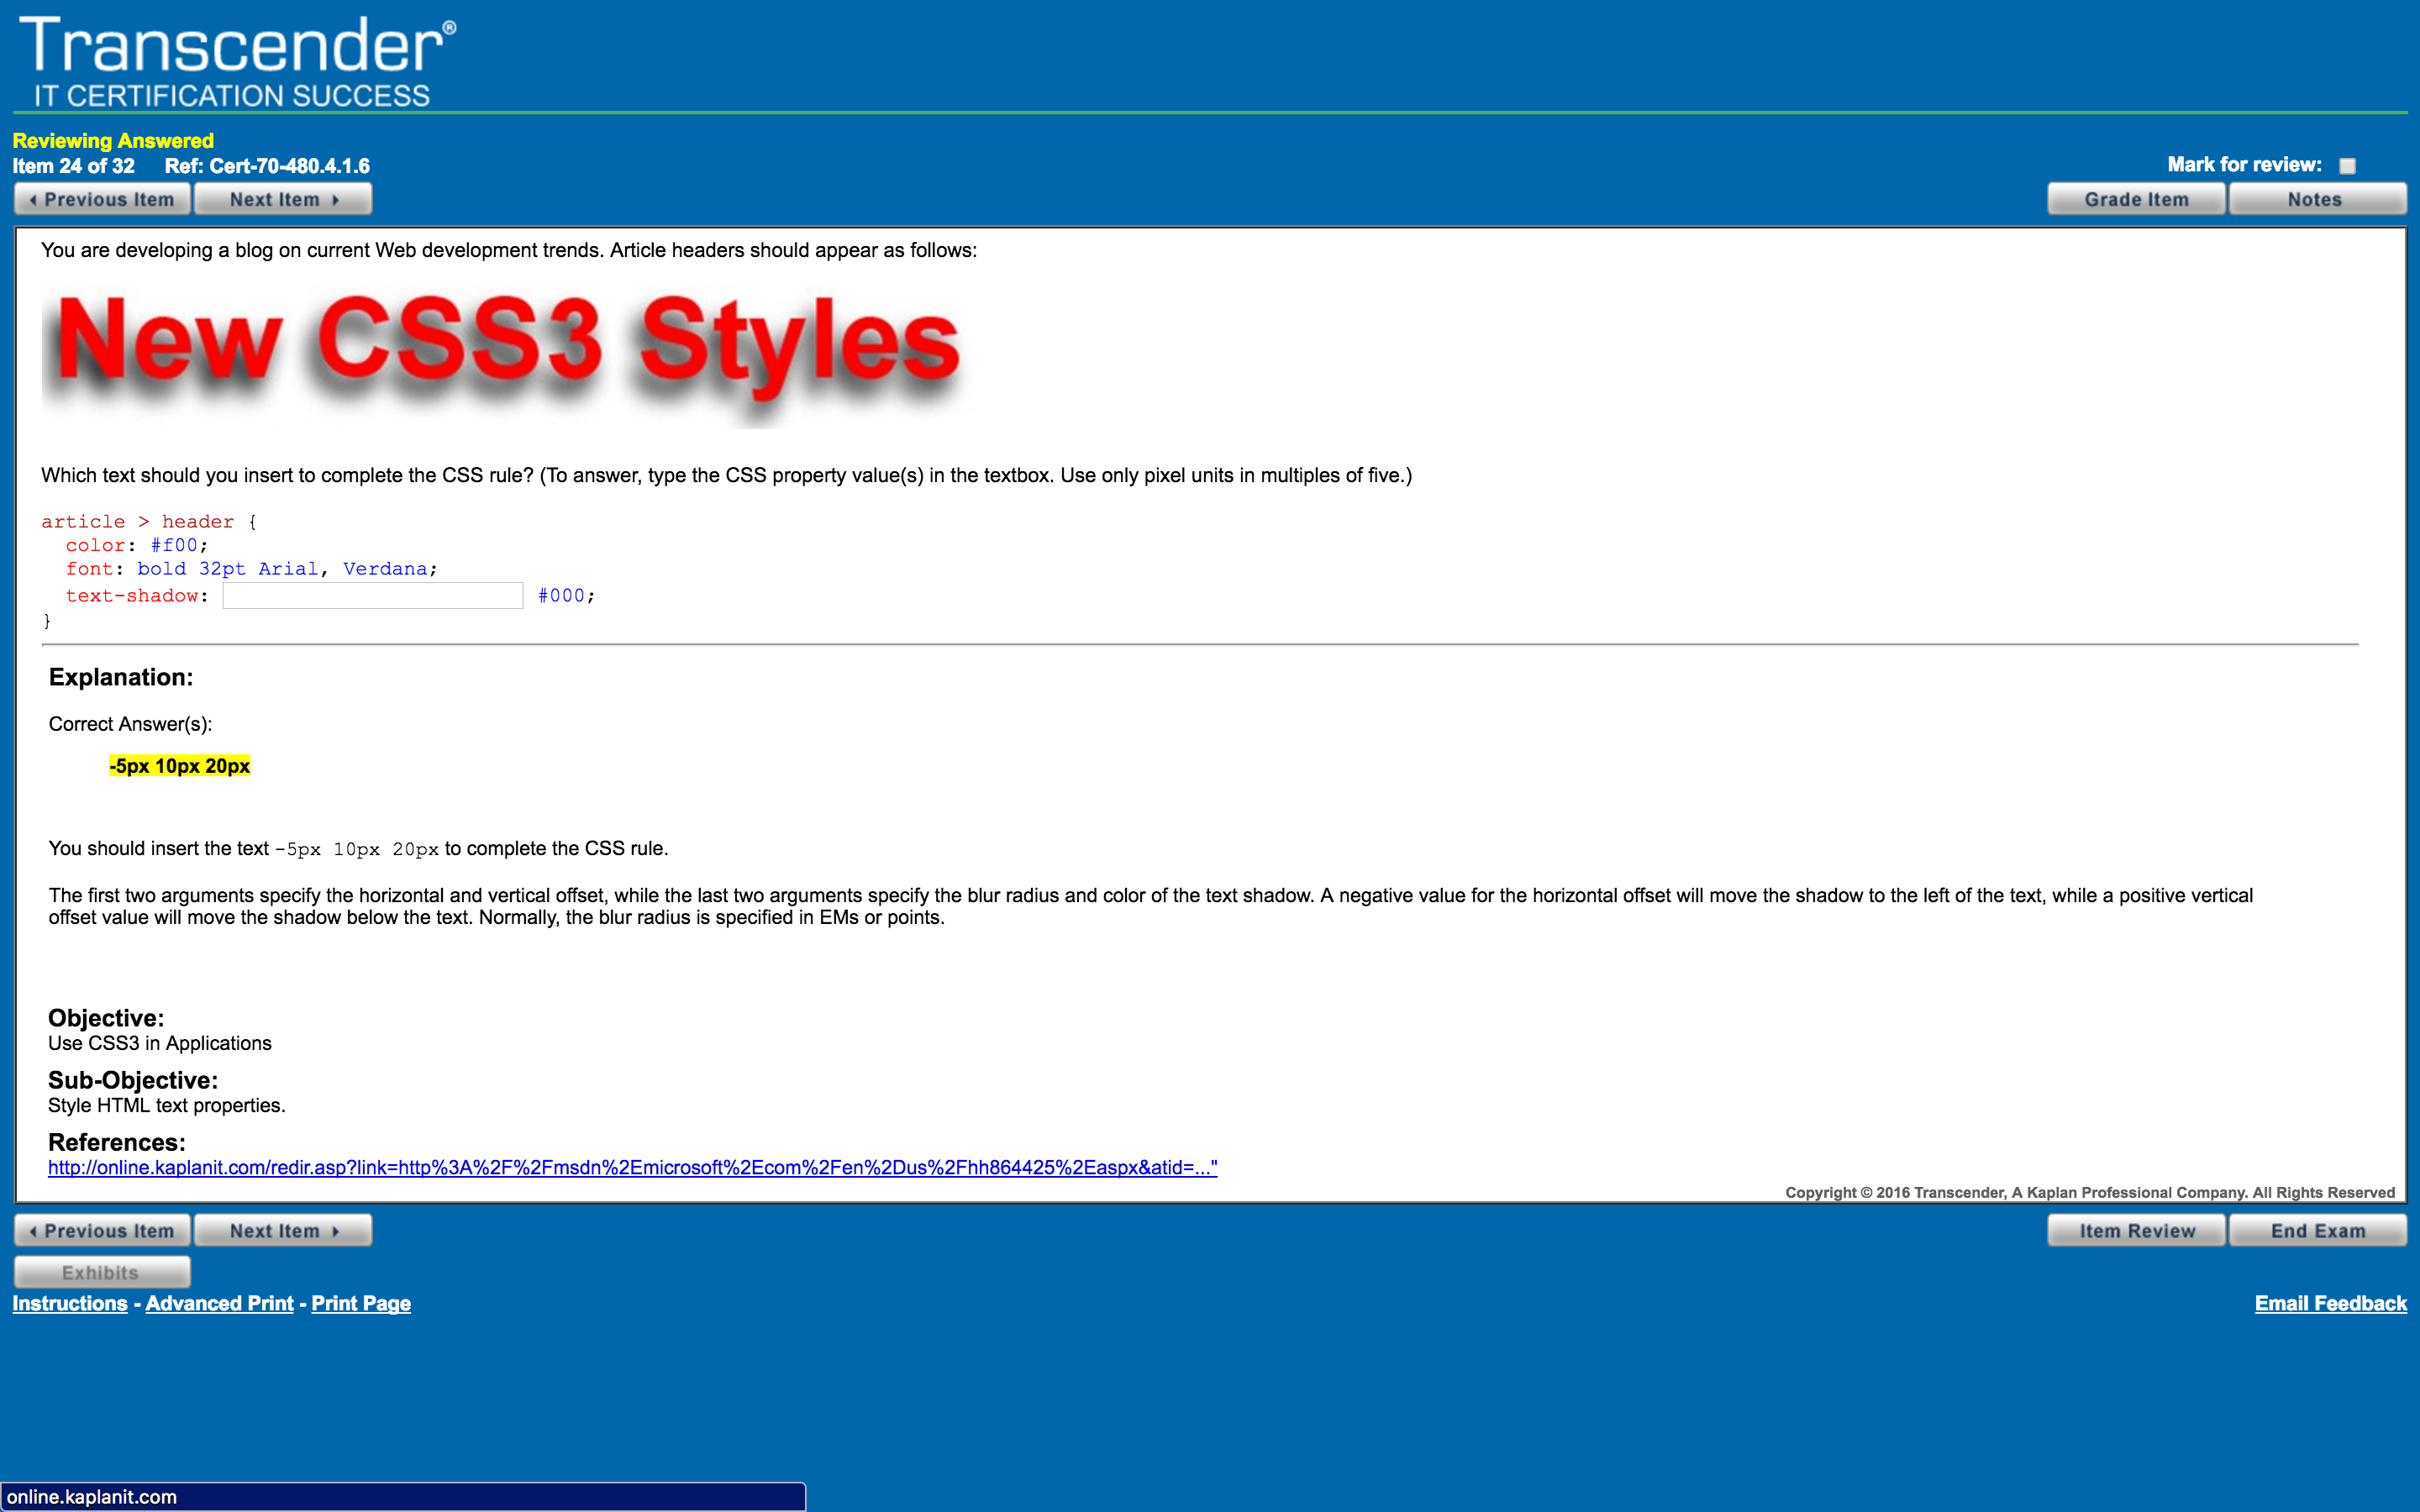 Transcender®
IT CERTIFICATION SUCCESS
Reviewing Answered
Item 24 of 32 Ref: Cert-70-480.4.1.6
Mark for review:
Previous Item Next Item Grade Item Notes
You are developing a blog on current Web development trends. Article headers should appear as follows:
New CSS3 Styles
Which text should you insert to complete the CSS rule? (To answer, type the CSS property value(s) in the textbox. Use only pixel units in multiples of five.)
article > header {
color: #f00;
font: bold 32pt Arial, Verdana;
text-shadow: #000;
}
Explanation:
Correct Answer(s):
-5px 10px 20px
You should insert the text -5px 10px 20px to complete the CSS rule.
The first two arguments specify the horizontal and vertical offset, while the last two arguments specify the blur radius and color of the text shadow. A negative value for the horizontal offset will move the shadow to the left of the text, while a positive vertical
offset value will move the shadow below the text. Normally, the blur radius is specified in EMs or points.
Objective:
Use CSS3 in Applications
Sub-Objective:
Style HTML text properties.
References:
http://online.kaplanit.com/redir.asp?link=http%3A%2F%2Fmsdn%2Emicrosoft%2Ecom%2Fen%2Dus%2Fhh864425%2Easpx&atid=..."
Copyright © 2016 Transcender, A Kaplan Professional Company. All Rights Reserved
Previous Item Next Item Item Review End Exam
Exhibits
Instructions - Advanced Print - Print Page Email Feedback
online.kaplanit.com